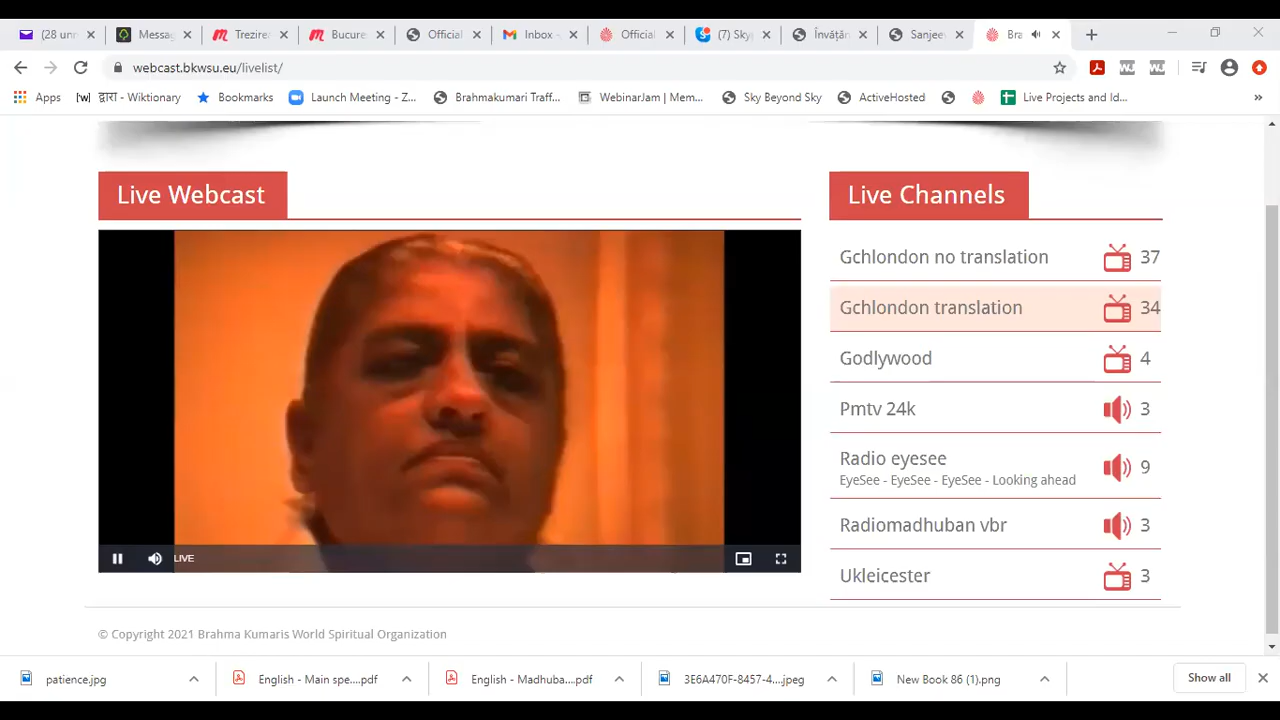 (28 unr
Messag
Trezire
Bucure
Official
Inbox -
Official
(7) Sky
Învățăr
Sanjeev
Bra
webcast.bkwsu.eu/livelist/
Apps
[w] द्वारा - Wiktionary
Bookmarks
Launch Meeting - Z...
Brahmakumari Traff...
WebinarJam | Mem...
Sky Beyond Sky
ActiveHosted
Live Projects and Id...
»
Live Webcast
Live Channels
Gchlondon no translation 37
Gchlondon translation 34
Godlywood 4
Pmtv 24k 3
Radio eyesee 9
EyeSee - EyeSee - EyeSee - Looking ahead
Radiomadhuban vbr 3
Ukleicester 3
LIVE
© Copyright 2021 Brahma Kumaris World Spiritual Organization
patience.jpg
English - Main spe....pdf
English - Madhuba....pdf
3E6A470F-8457-4....jpeg
New Book 86 (1).png
Show all